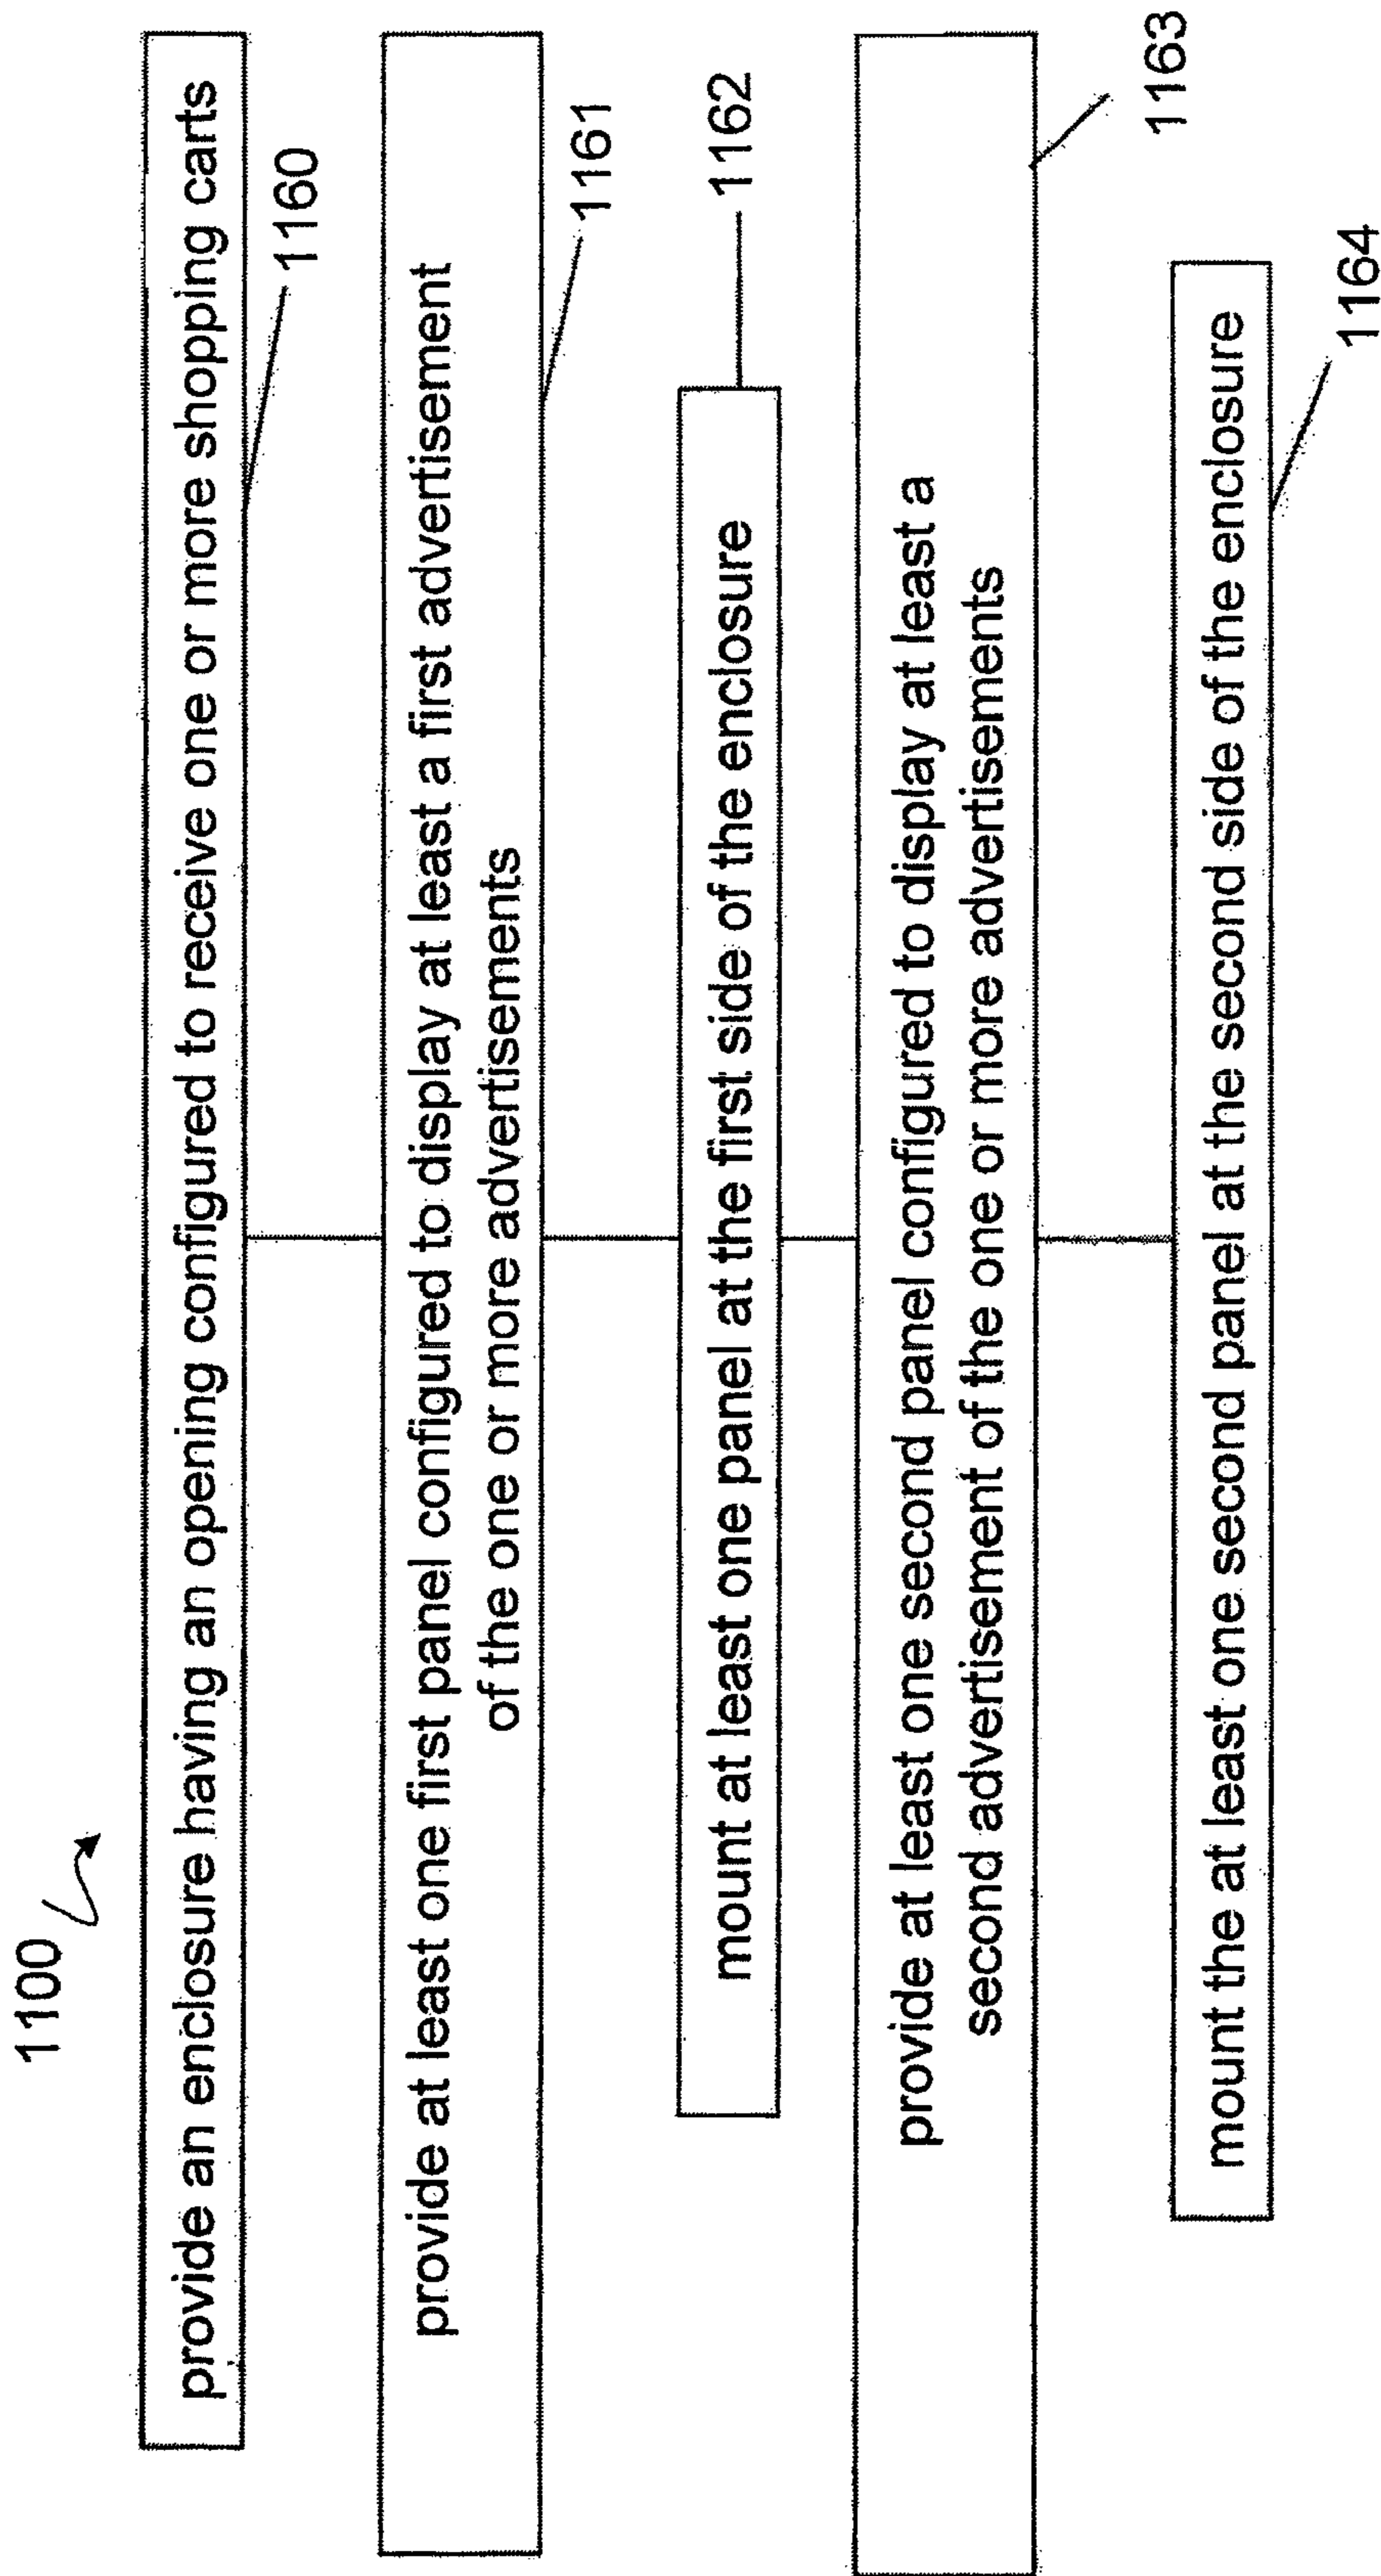 1100
provide an enclosure having an opening configured to receive one or more shopping carts
1160
provide at least one first panel configured to display at least a first advertisement
of the one or more advertisements
1161
mount at least one panel at the first side of the enclosure
1162
provide at least one second panel configured to display at least a
second advertisement of the one or more advertisements
1163
mount the at least one second panel at the second side of the enclosure
1164